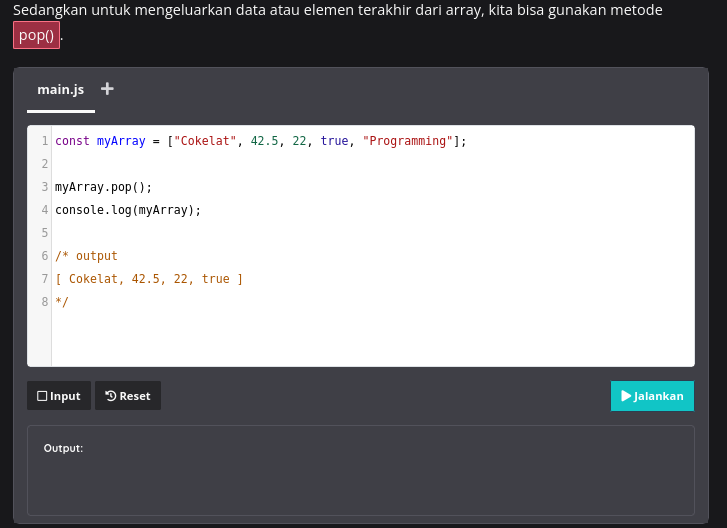 Sedangkan untuk mengeluarkan data atau elemen terakhir dari array, kita bisa gunakan metode
pop() .
main.js +
1 const myArray = ["Cokelat", 42.5, 22, true, "Programming"];
2
3 myArray.pop();
4 console.log(myArray);
5
6 /* output
7 [ Cokelat, 42.5, 22, true ]
8 */
Input Reset Jalankan
Output: